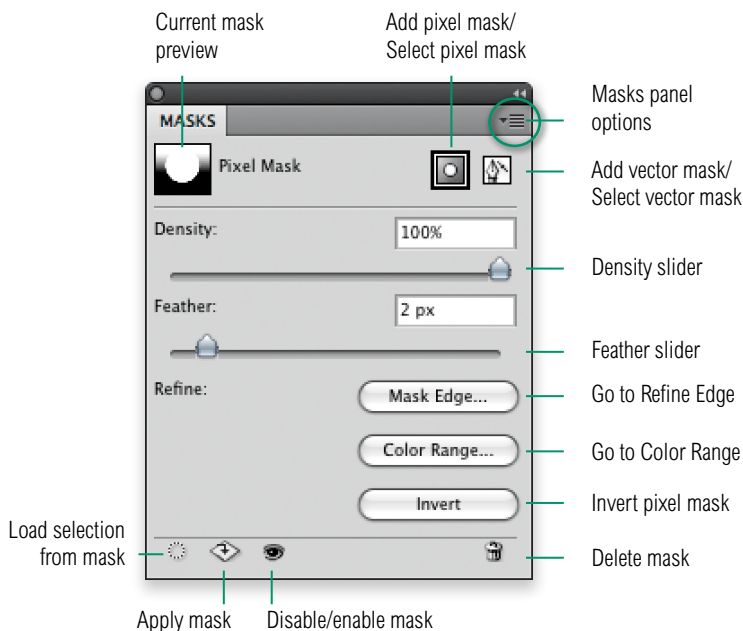 Current mask
preview
Add pixel mask/
Select pixel mask
MASKS
Masks panel
options
Pixel Mask
Add vector mask/
Select vector mask
Density:
100%
Density slider
Feather:
2 px
Feather slider
Refine:
Mask Edge...
Go to Refine Edge
Color Range...
Go to Color Range
Invert
Invert pixel mask
Load selection
from mask
Delete mask
Apply mask
Disable/enable mask